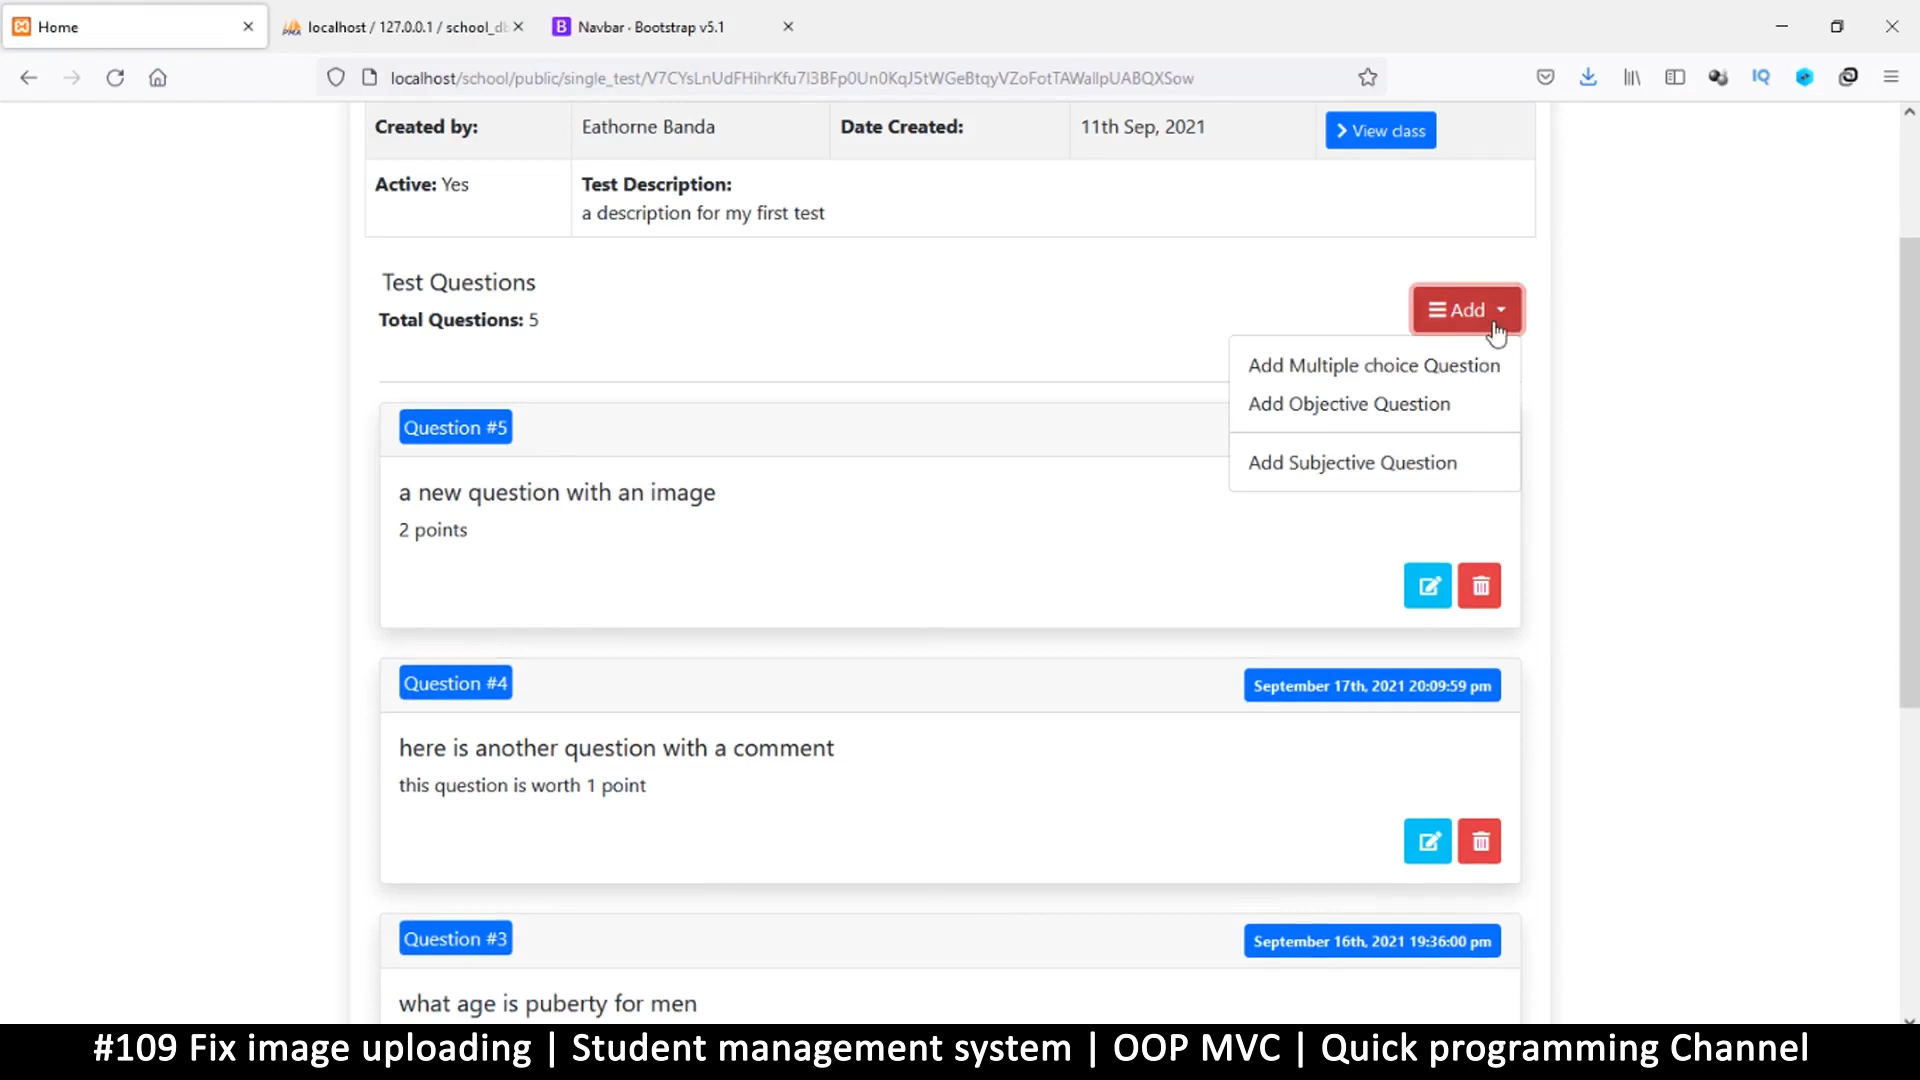 Home
localhost / 127.0.0.1 / school_db
Navbar · Bootstrap v5.1
localhost/school/public/single_test/V7CYsLnUdFHihrKfu7I3BFp0Un0KqJ5tWGeBtqyVZoFotTAWallpUABQXSow
IQ
Created by: Eathorne Banda Date Created: 11th Sep, 2021 View class
Active: Yes Test Description:
a description for my first test
Test Questions
Total Questions: 5
Add
Add Multiple choice Question
Add Objective Question
Add Subjective Question
Question #5
a new question with an image
2 points
Question #4 September 17th, 2021 20:09:59 pm
here is another question with a comment
this question is worth 1 point
Question #3 September 16th, 2021 19:36:00 pm
what age is puberty for men
#109 Fix image uploading | Student management system | OOP MVC | Quick programming Channel